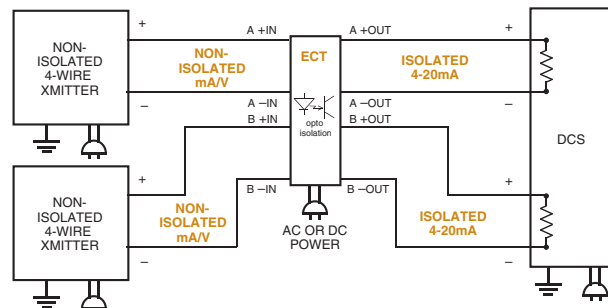 NON-
ISOLATED
4-WIRE
XMITTER
+
−
NON-
ISOLATED
mA/V
A +IN
A −IN
B +IN
B −IN
ECT
opto
isolation
AC OR DC
POWER
A +OUT
A −OUT
B +OUT
B −OUT
ISOLATED
4-20mA
+
−
DCS
NON-
ISOLATED
4-WIRE
XMITTER
+
−
NON-
ISOLATED
mA/V
ISOLATED
4-20mA
+
−